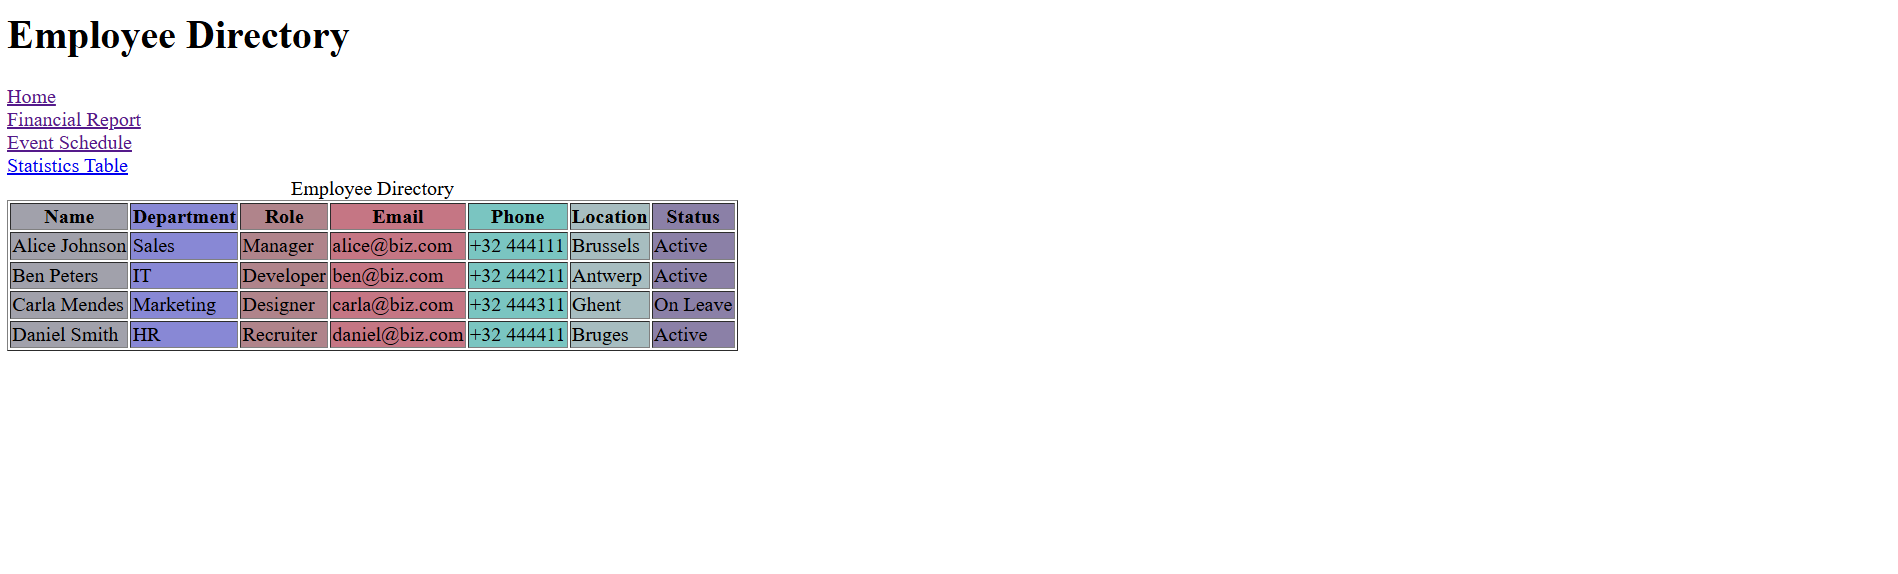 Employee Directory
Home
Financial Report
Event Schedule
Statistics Table
Employee Directory
Name Department Role Email Phone Location Status
Alice Johnson Sales Manager alice@biz.com +32 444111 Brussels Active
Ben Peters IT Developer ben@biz.com +32 444211 Antwerp Active
Carla Mendes Marketing Designer carla@biz.com +32 444311 Ghent On Leave
Daniel Smith HR Recruiter daniel@biz.com +32 444411 Bruges Active